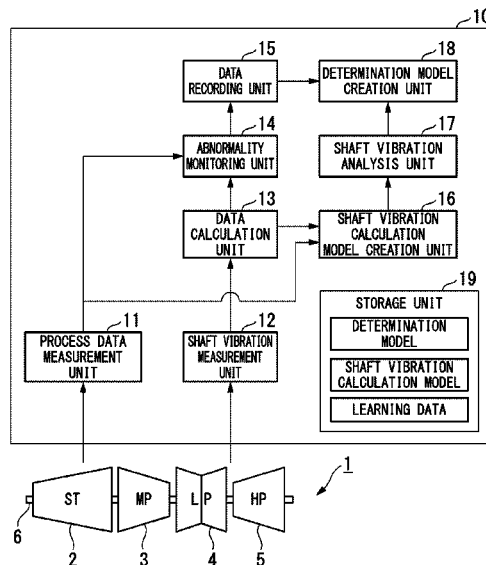 10
15
18
DATA
RECORDING UNIT
DETERMINATION MODEL
CREATION UNIT
14
17
ABNORMALITY
MONITORING UNIT
SHAFT VIBRATION
ANALYSIS UNIT
13
16
DATA
CALCULATION
UNIT
SHAFT VIBRATION
CALCULATION
MODEL CREATION UNIT
11
12
19
PROCESS DATA
MEASUREMENT
UNIT
SHAFT VIBRATION
MEASUREMENT
UNIT
STORAGE UNIT
DETERMINATION
MODEL
SHAFT VIBRATION
CALCULATION MODEL
LEARNING DATA
ST
MP
LP
HP
1
6
2
3
4
5